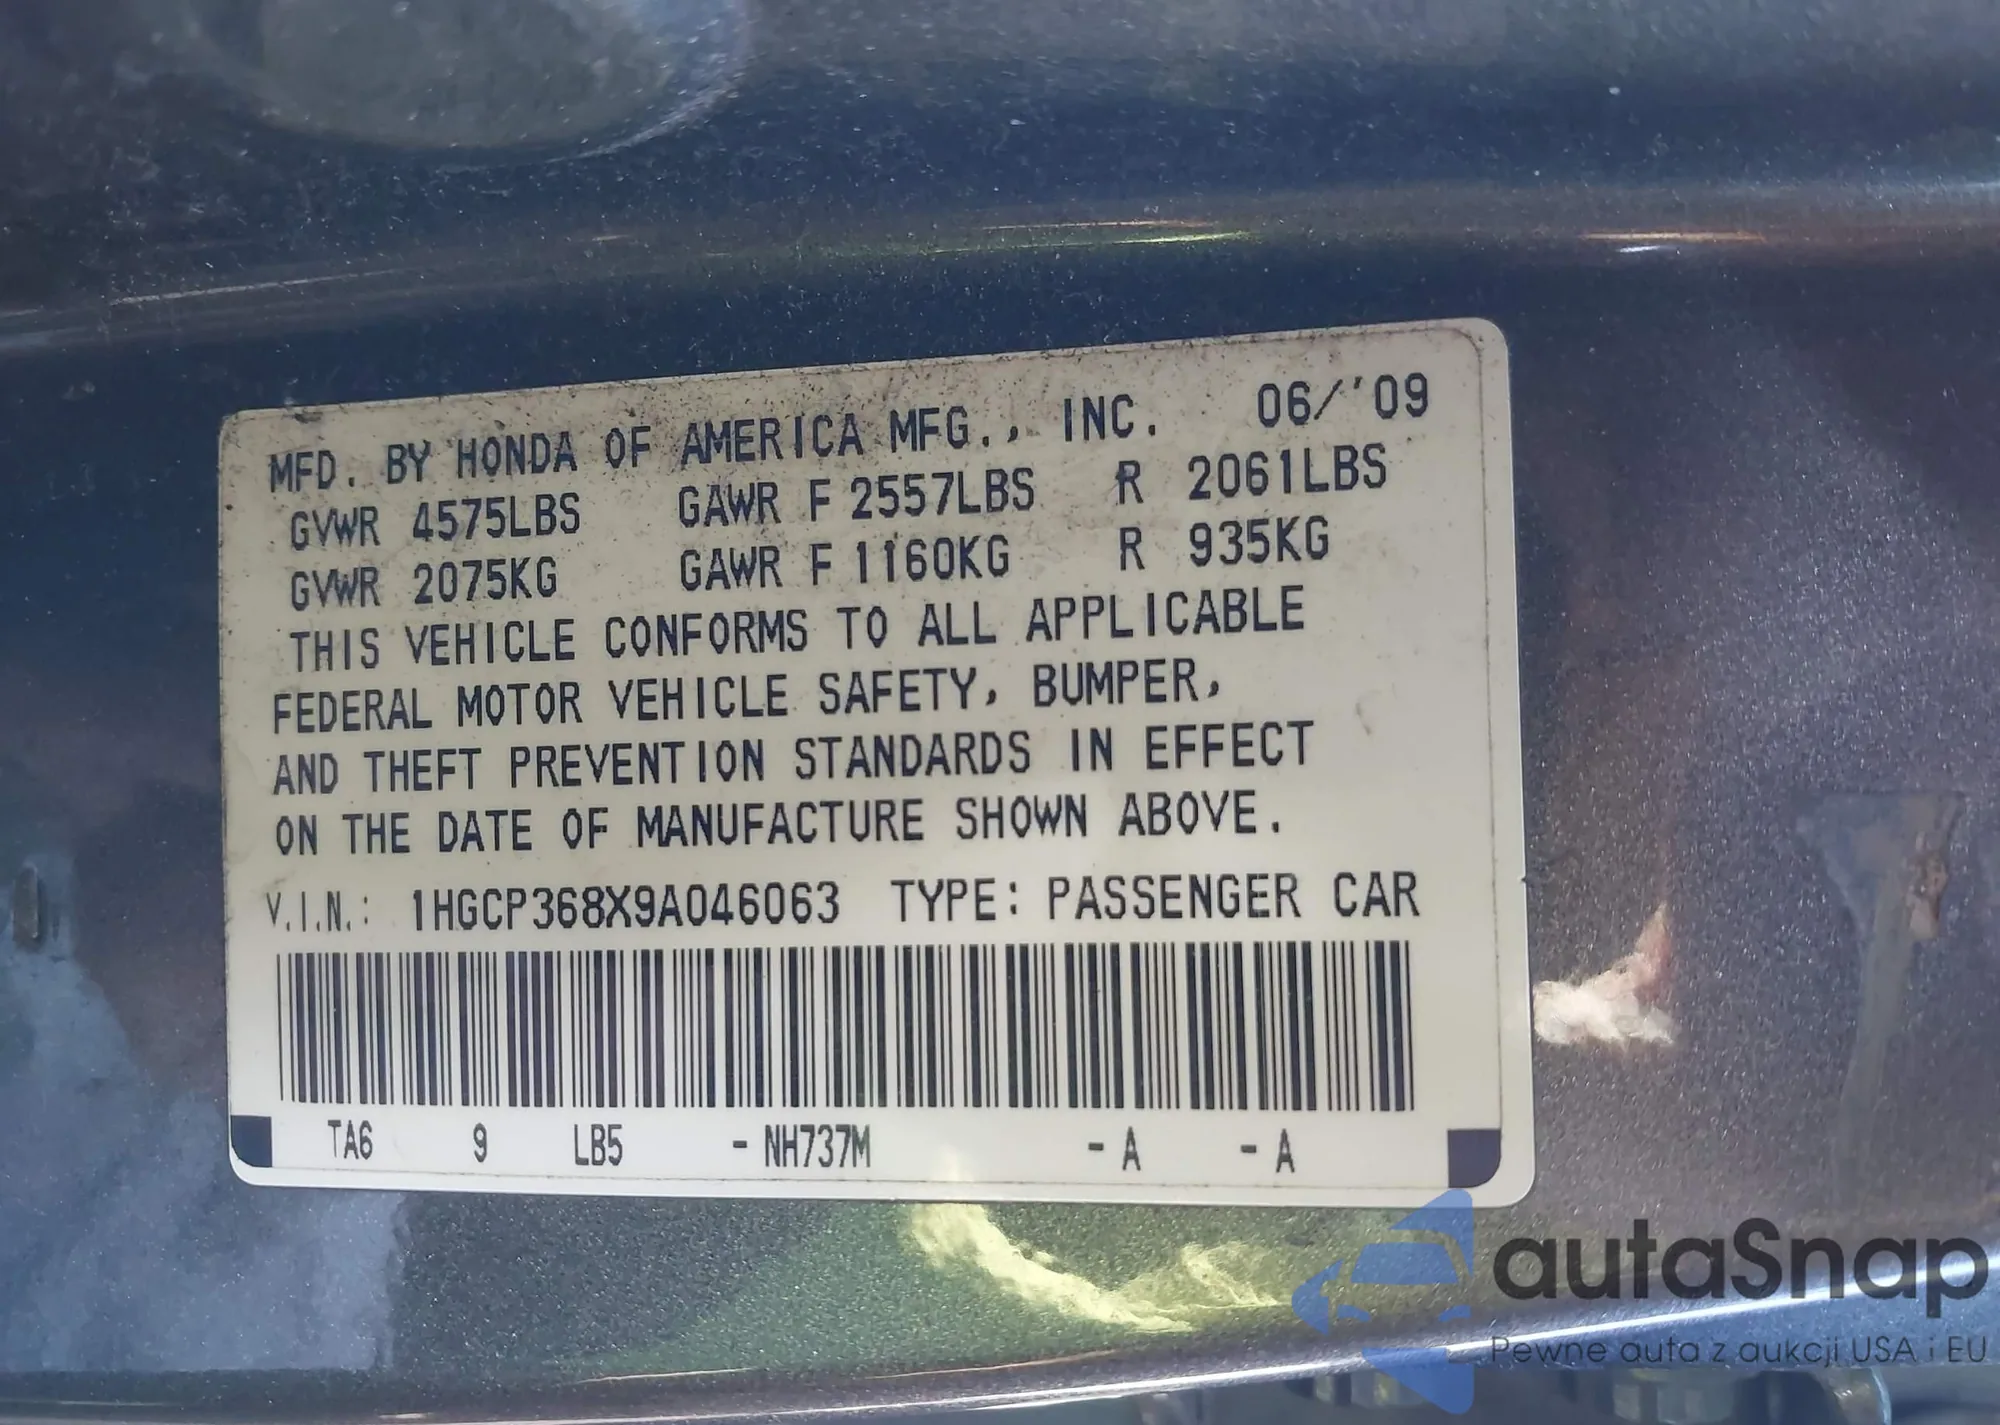 MFD. BY HONDA OF AMERICA MFG., INC. 06/'09
GVWR 4575LBS GAWR F 2557LBS R 2061LBS
GVWR 2075KG GAWR F 1160KG R 935KG
THIS VEHICLE CONFORMS TO ALL APPLICABLE
FEDERAL MOTOR VEHICLE SAFETY, BUMPER,
AND THEFT PREVENTION STANDARDS IN EFFECT
ON THE DATE OF MANUFACTURE SHOWN ABOVE.
V.I.N.: 1HGCP368X9A046063 TYPE: PASSENGER CAR
TA6 9 LB5 -NH737M -A -A
autaSnap
Pewne auta z aukcji USA i EU